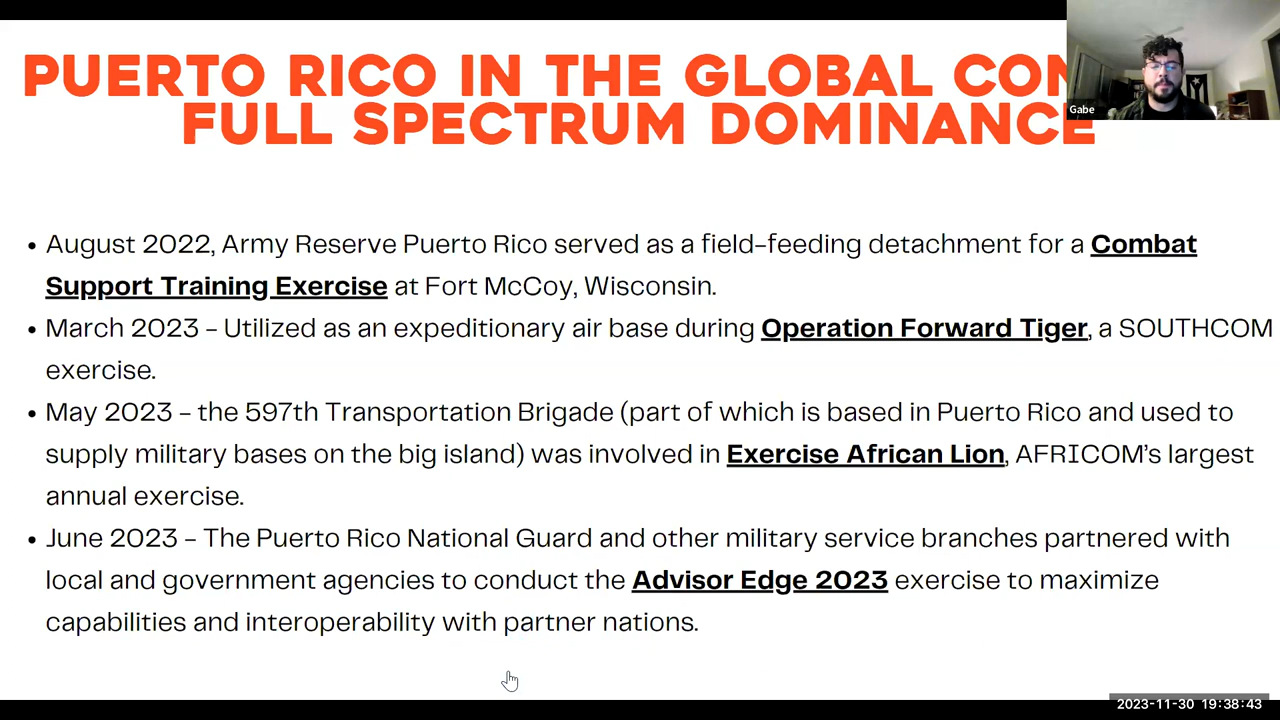 PUERTO RICO IN THE GLOBAL
FULL SPECTRUM DOMINANCE
Gabe
• August 2022, Army Reserve Puerto Rico served as a field-feeding detachment for a Combat
Support Training Exercise at Fort McCoy, Wisconsin.
• March 2023 - Utilized as an expeditionary air base during Operation Forward Tiger, a SOUTHCOM
exercise.
• May 2023 - the 597th Transportation Brigade (part of which is based in Puerto Rico and used to
supply military bases on the big island) was involved in Exercise African Lion, AFRICOM's largest
annual exercise.
• June 2023 - The Puerto Rico National Guard and other military service branches partnered with
local and government agencies to conduct the Advisor Edge 2023 exercise to maximize
capabilities and interoperability with partner nations.
2023-11-30 19:38:43